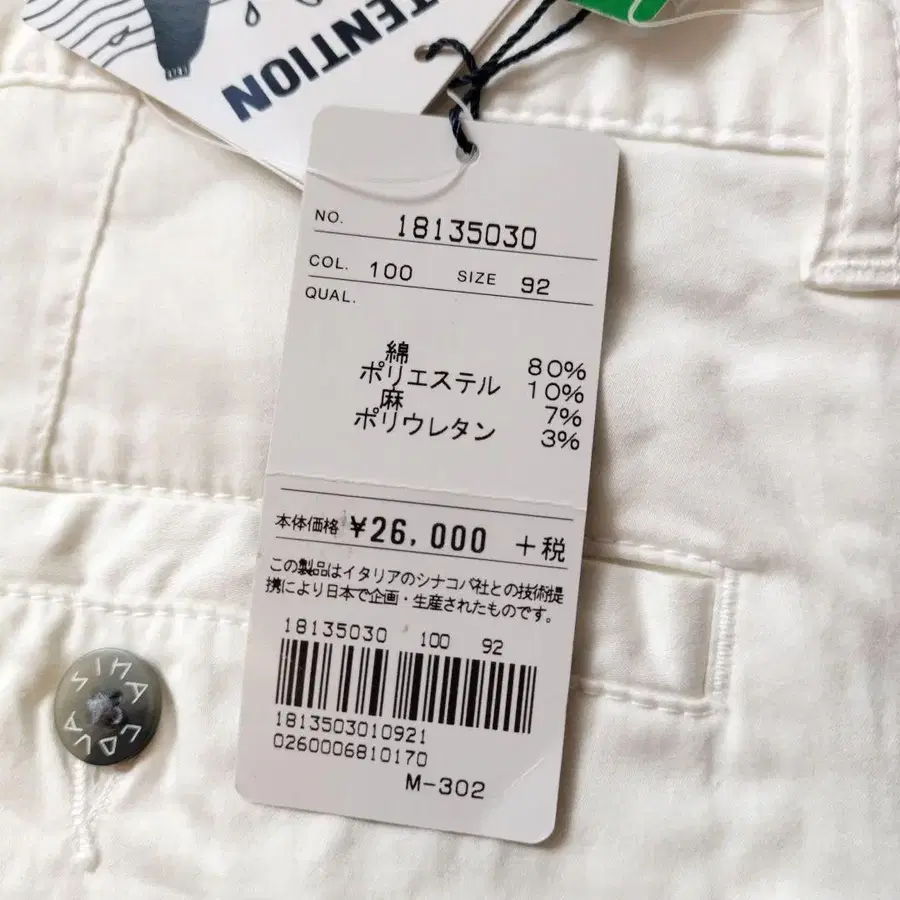 TENTION
NO. 18135030
COL. 100 SIZE 92
QUAL.
綿 80%
ポリエステル 10%
麻 7%
ポリウレタン 3%
本体価格 ¥26,000 +税
この製品はイタリアのシナコバ社との技術提
携により日本で企画・生産されたものです。
18135030 100 92
1813503010921
0260006810170
M-302
SINA COVA